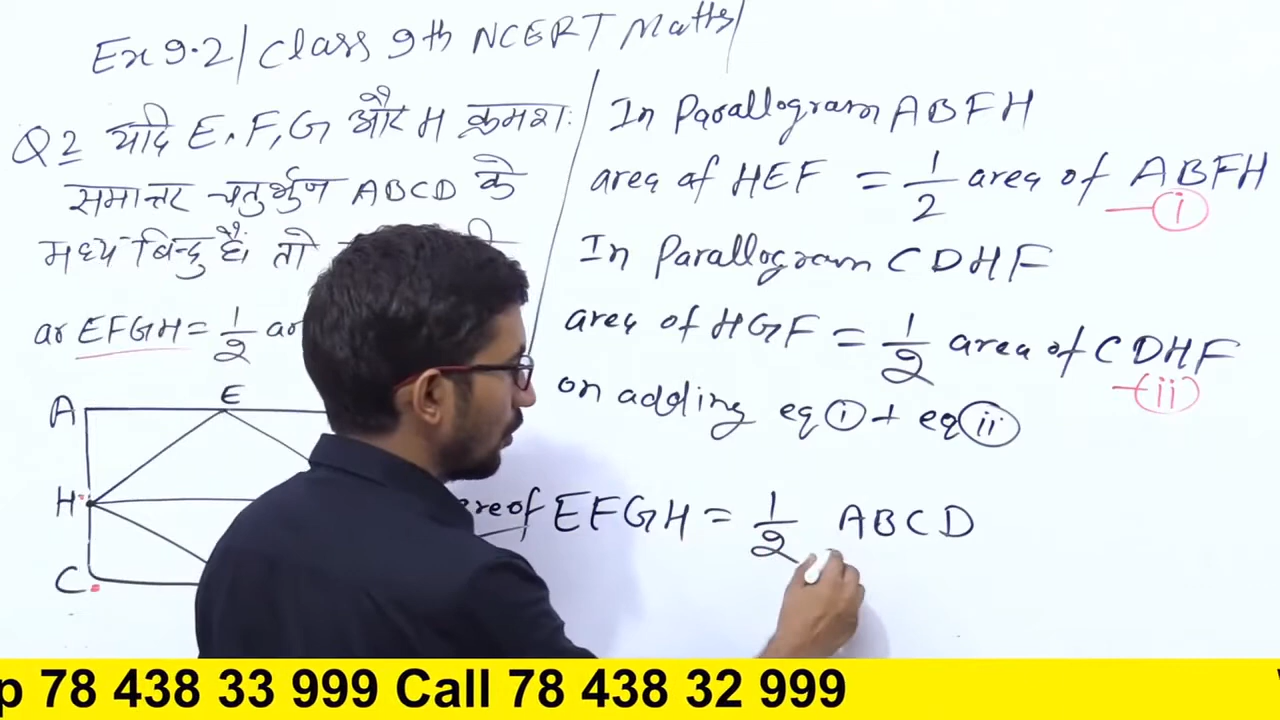 Ex 9.2 / Class 9th NCERT Maths /
Q2 यदि E, F, G और H क्रमशः
समान्तर चतुर्भुज ABCD के
मध्य बिन्दु है। तो
ar EFGH = 1/2 ar
A E
H
C
In Parallogram ABFH
area of HEF = 1/2 area of ABFH
(i)
In Parallogram CDHF
area of HGF = 1/2 area of CDHF
(ii)
on adding eq (i) + eq (ii)
areof EFGH = 1/2 ABCD
p 78 438 33 999 Call 78 438 32 999